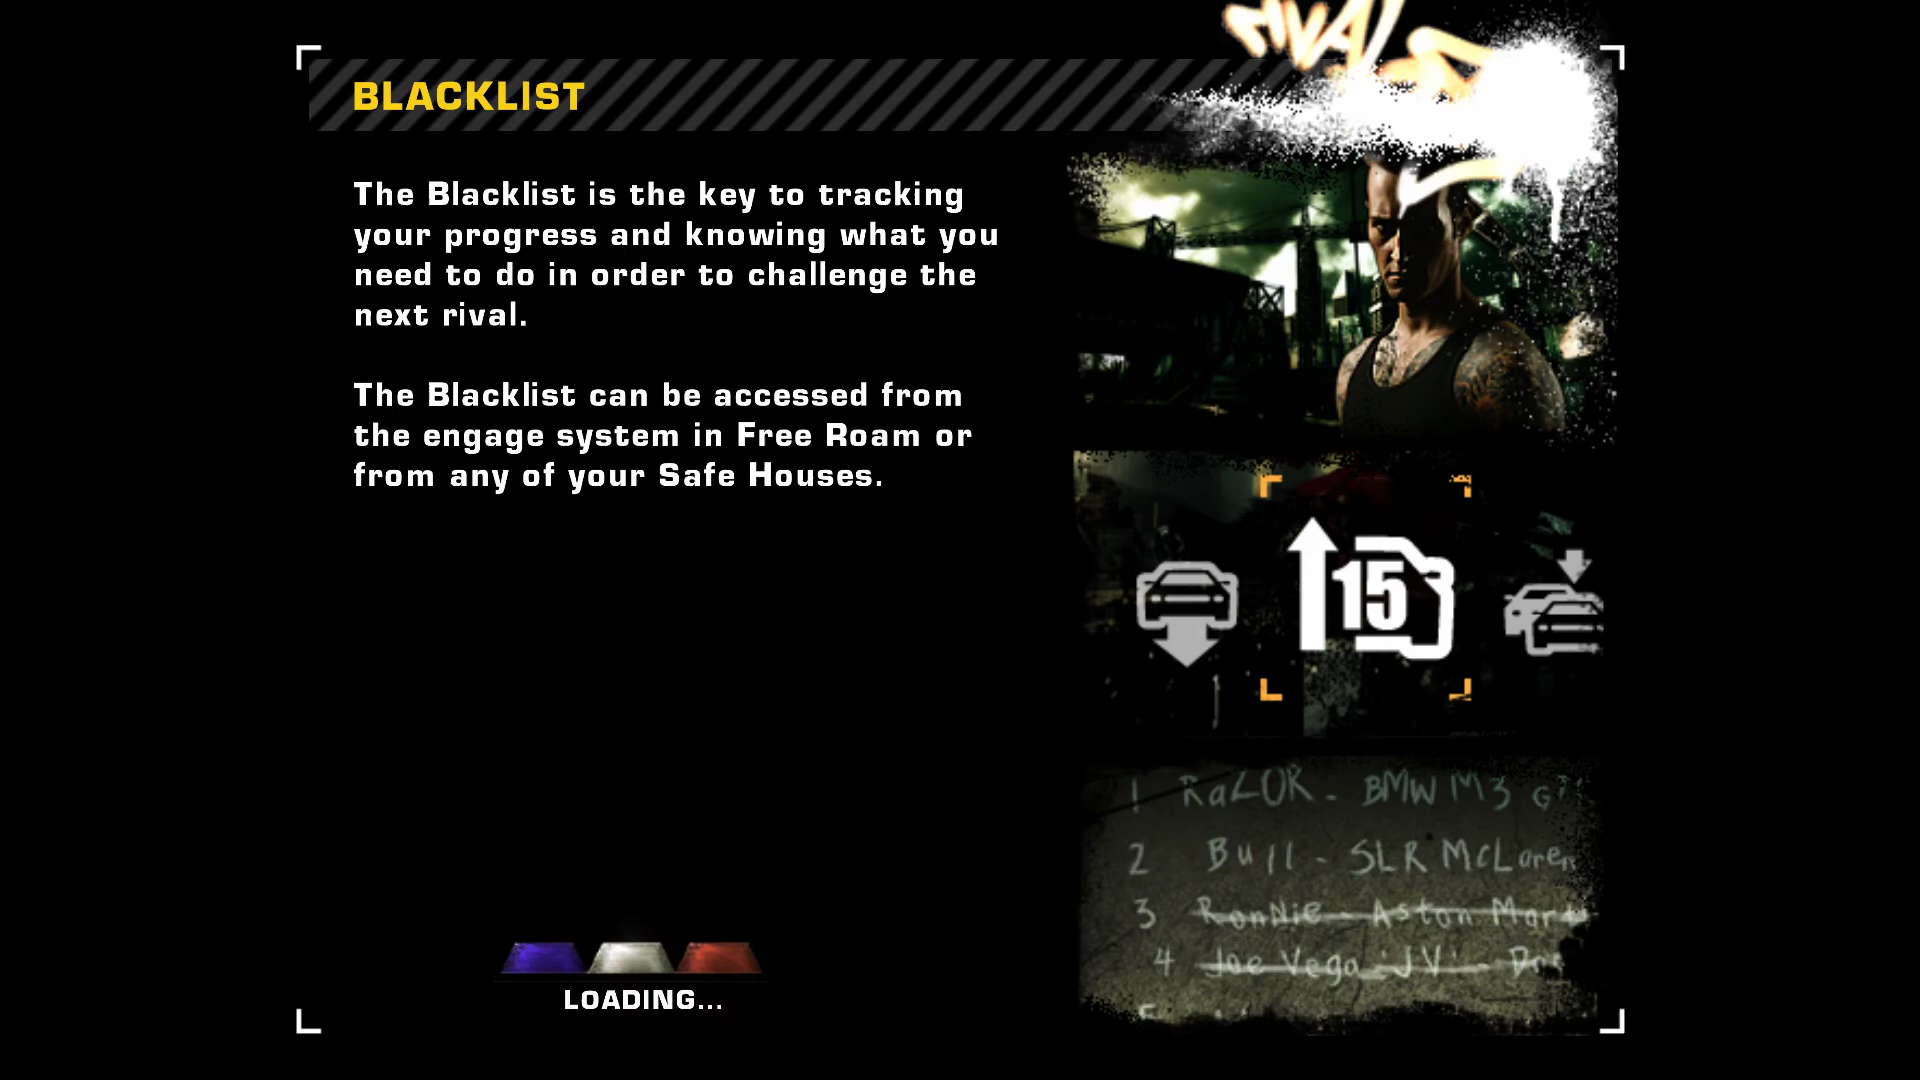 RIVAL
BLACKLIST
The Blacklist is the key to tracking
your progress and knowing what you
need to do in order to challenge the
next rival.
The Blacklist can be accessed from
the engage system in Free Roam or
from any of your Safe Houses.
15
1 RaZOR - BMW M3
2 Bull - SLR McLaren
3 RonNie - Aston
4 Joe Vega 'JV' -
LOADING...